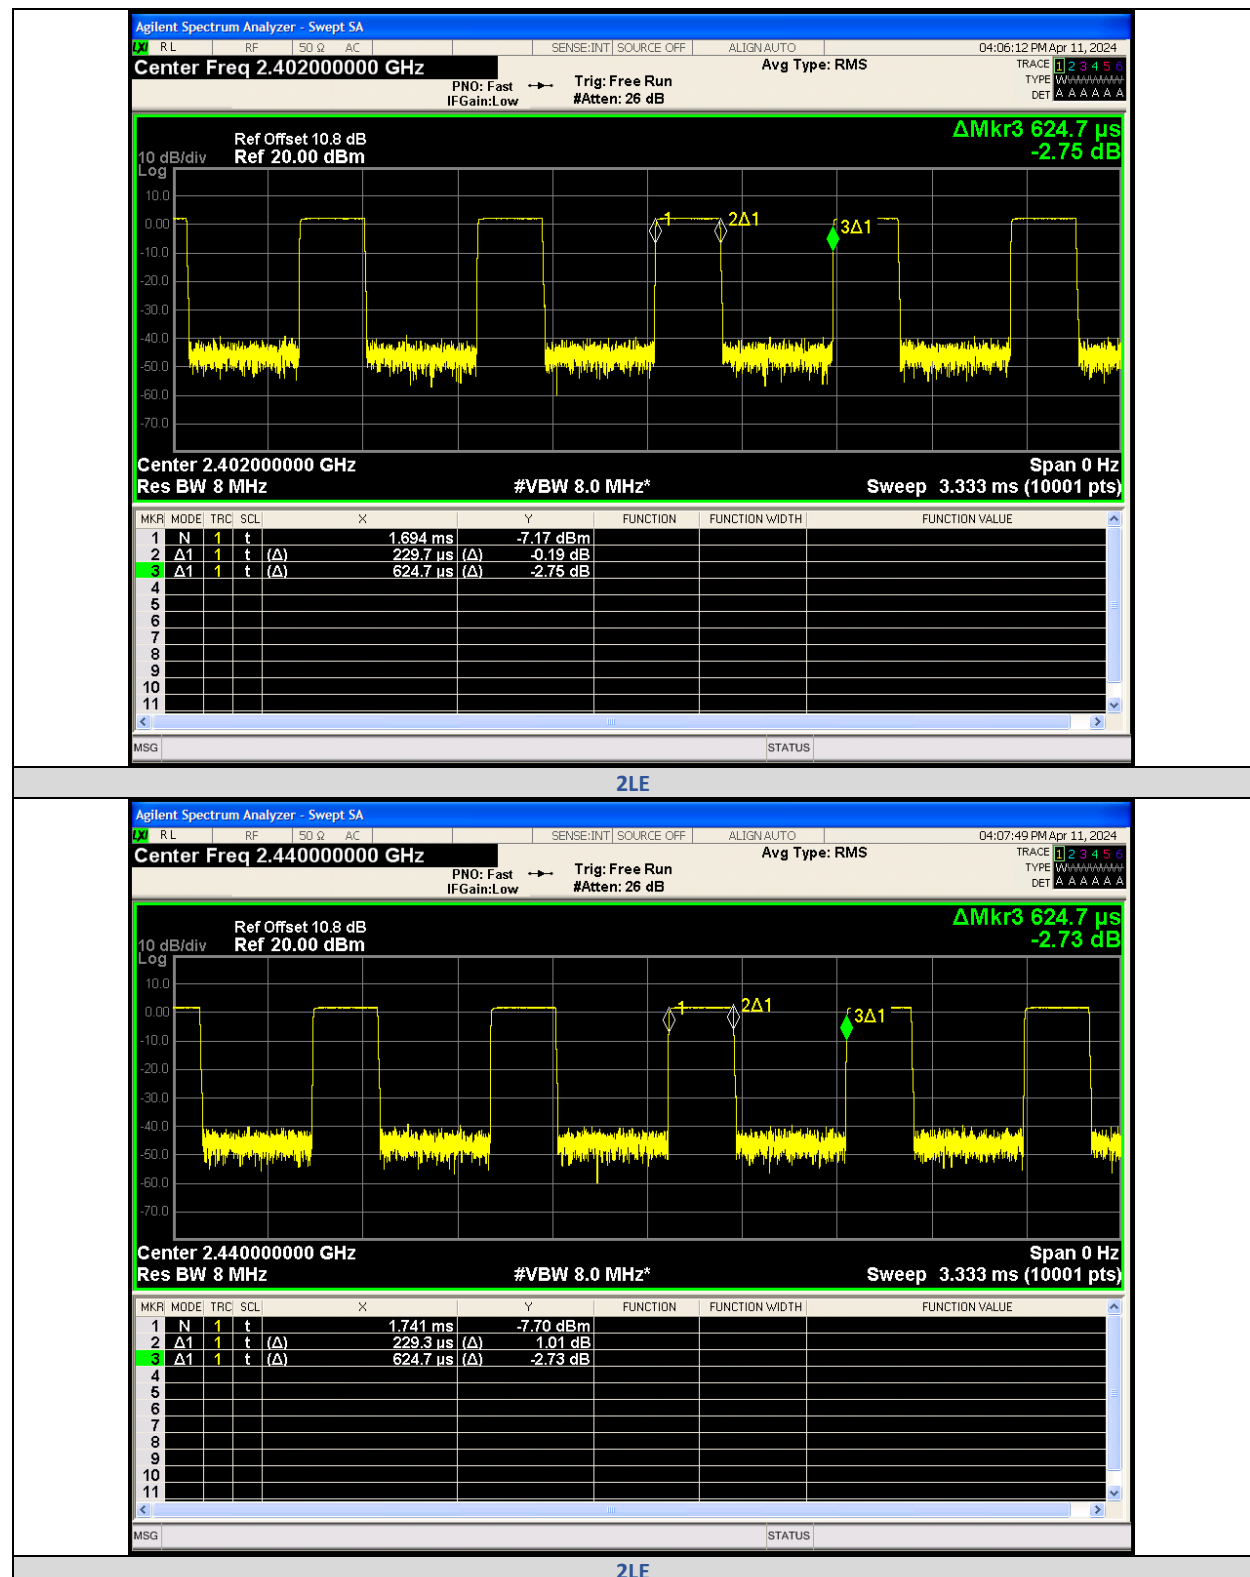 Agilent Spectrum Analyzer - Swept SA
LXI RL RF 50 Ω AC SENSE:INT SOURCE OFF ALIGN AUTO 04:06:12 PM Apr 11, 2024
Center Freq 2.402000000 GHz Avg Type: RMS TRACE 1 2 3 4 5 6
PNO: Fast Trig: Free Run TYPE
IFGain:Low #Atten: 26 dB DET A A A A A A
ΔMkr3 624.7 µs
Ref Offset 10.8 dB
10 dB/div Ref 20.00 dBm -2.75 dB
Log
10.0
0.00 1 2Δ1 3Δ1
-10.0
-20.0
-30.0
-40.0
-50.0
-60.0
-70.0
Center 2.402000000 GHz Span 0 Hz
Res BW 8 MHz #VBW 8.0 MHz* Sweep 3.333 ms (10001 pts)
MKR MODE TRC SCL X Y FUNCTION FUNCTION WIDTH FUNCTION VALUE
1 N 1 t 1.694 ms -7.17 dBm
2 Δ1 1 t (Δ) 229.7 µs (Δ) -0.19 dB
3 Δ1 1 t (Δ) 624.7 µs (Δ) -2.75 dB
4
5
6
7
8
9
10
11
MSG STATUS
2LE
Agilent Spectrum Analyzer - Swept SA
LXI RL RF 50 Ω AC SENSE:INT SOURCE OFF ALIGN AUTO 04:07:49 PM Apr 11, 2024
Center Freq 2.440000000 GHz Avg Type: RMS TRACE 1 2 3 4 5 6
PNO: Fast Trig: Free Run TYPE
IFGain:Low #Atten: 26 dB DET A A A A A A
ΔMkr3 624.7 µs
Ref Offset 10.8 dB
10 dB/div Ref 20.00 dBm -2.73 dB
Log
10.0
0.00 1 2Δ1 3Δ1
-10.0
-20.0
-30.0
-40.0
-50.0
-60.0
-70.0
Center 2.440000000 GHz Span 0 Hz
Res BW 8 MHz #VBW 8.0 MHz* Sweep 3.333 ms (10001 pts)
MKR MODE TRC SCL X Y FUNCTION FUNCTION WIDTH FUNCTION VALUE
1 N 1 t 1.741 ms -7.70 dBm
2 Δ1 1 t (Δ) 229.3 µs (Δ) 1.01 dB
3 Δ1 1 t (Δ) 624.7 µs (Δ) -2.73 dB
4
5
6
7
8
9
10
11
MSG STATUS
2LE